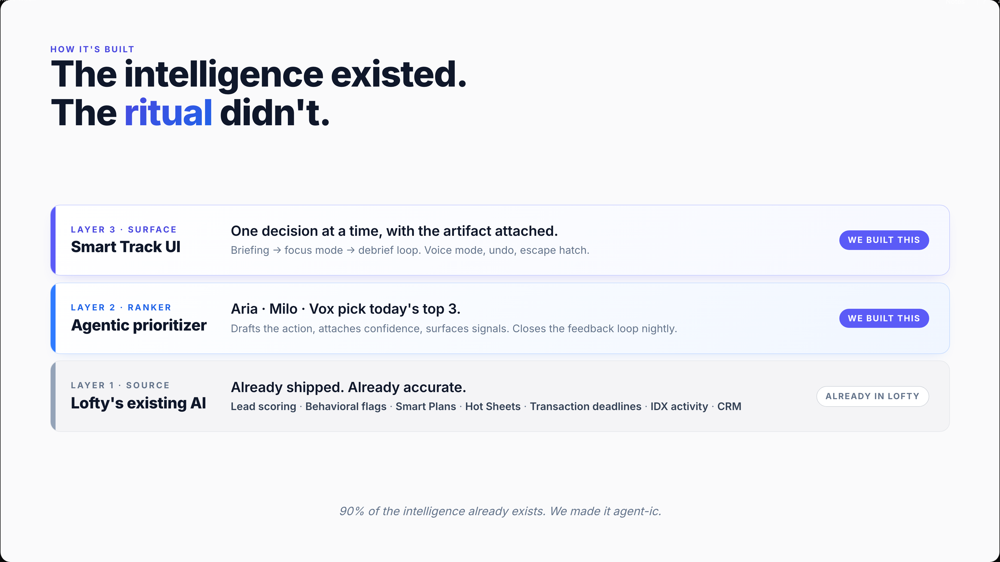 HOW IT'S BUILT
The intelligence existed.
The ritual didn't.
LAYER 3 · SURFACE
Smart Track UI
One decision at a time, with the artifact attached.
Briefing → focus mode → debrief loop. Voice mode, undo, escape hatch.
WE BUILT THIS
LAYER 2 · RANKER
Agentic prioritizer
Aria · Milo · Vox pick today's top 3.
Drafts the action, attaches confidence, surfaces signals. Closes the feedback loop nightly.
WE BUILT THIS
LAYER 1 · SOURCE
Lofty's existing AI
Already shipped. Already accurate.
Lead scoring · Behavioral flags · Smart Plans · Hot Sheets · Transaction deadlines · IDX activity · CRM
ALREADY IN LOFTY
90% of the intelligence already exists. We made it agent-ic.